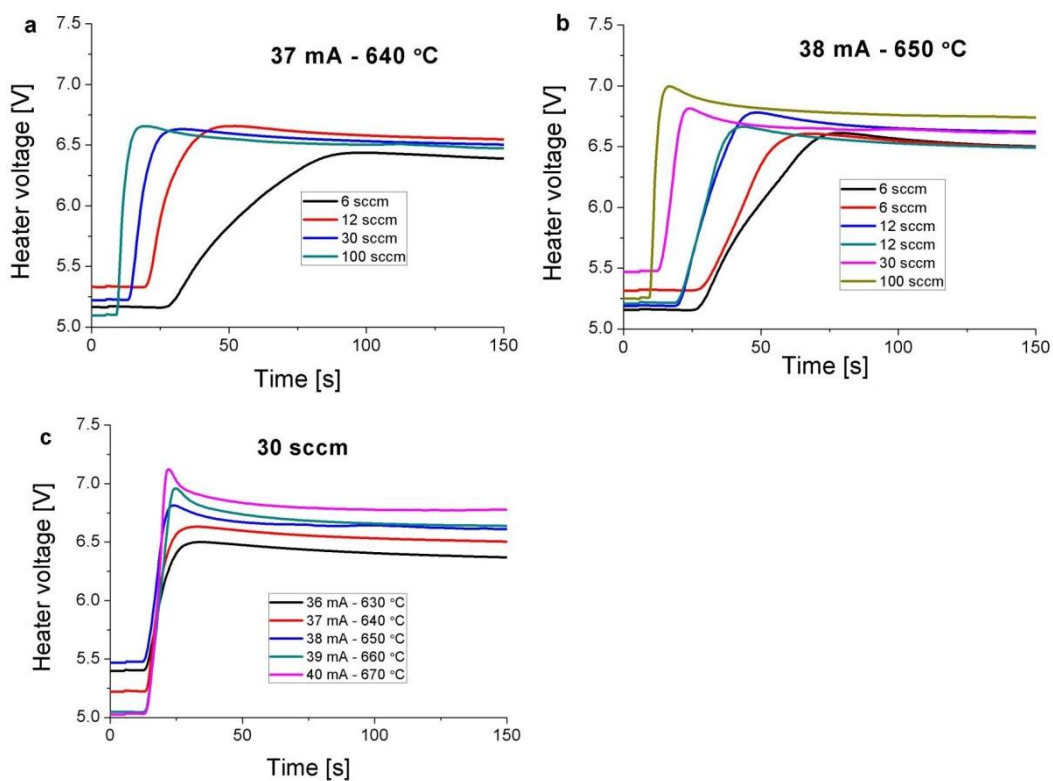 a
37 mA - 640 °C
Heater voltage [V]
7.5
7.0
6.5
6.0
5.5
5.0
6 sccm
12 sccm
30 sccm
100 sccm
0 50 100 150
Time [s]
b
38 mA - 650 °C
Heater voltage [V]
7.5
7.0
6.5
6.0
5.5
5.0
6 sccm
6 sccm
12 sccm
12 sccm
30 sccm
100 sccm
0 50 100 150
Time [s]
c
30 sccm
Heater voltage [V]
7.5
7.0
6.5
6.0
5.5
5.0
36 mA - 630 °C
37 mA - 640 °C
38 mA - 650 °C
39 mA - 660 °C
40 mA - 670 °C
0 50 100 150
Time [s]